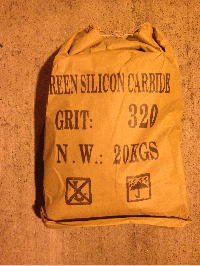 REEN SILICON CARBIDE
GRIT: 320
N.W.: 20KGS